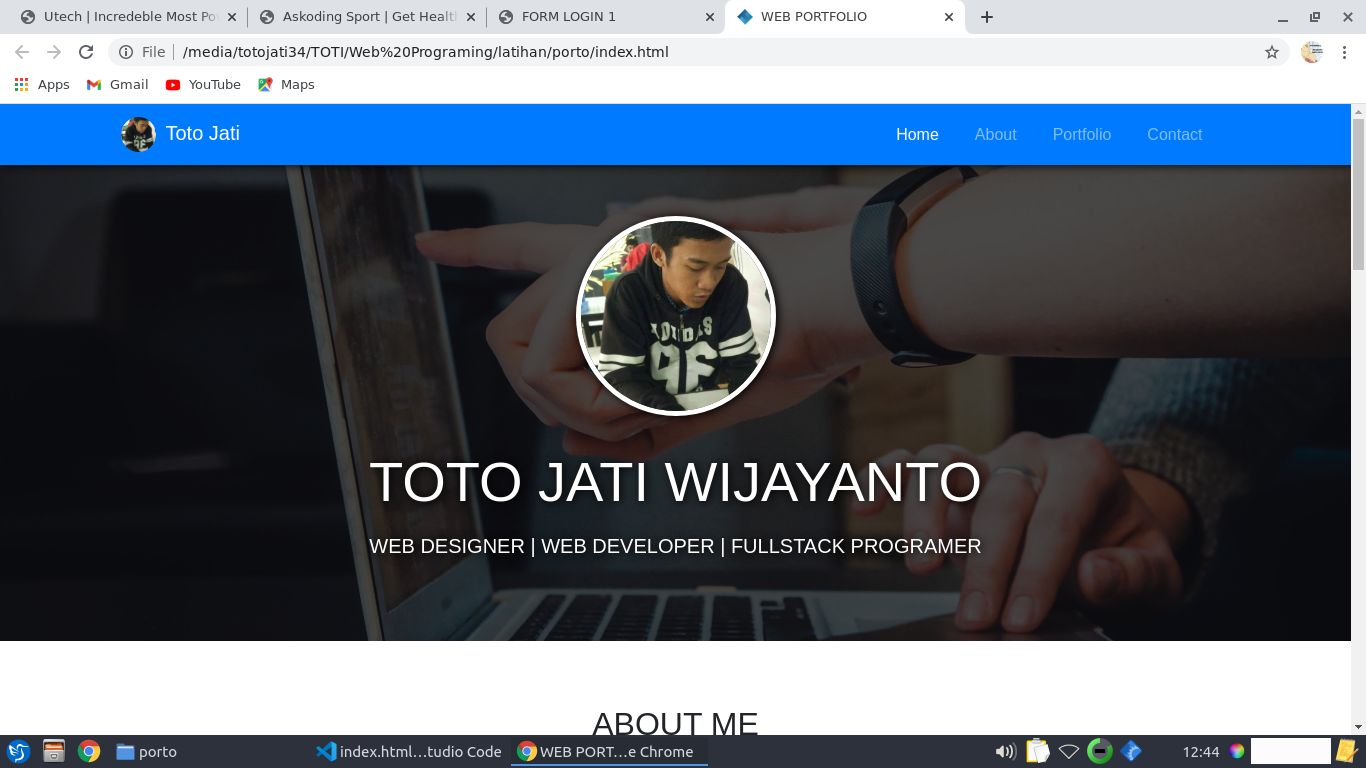 Utech | Incredeble Most Po
Askoding Sport | Get Healt
FORM LOGIN 1
WEB PORTFOLIO
File
/media/totojati34/TOTI/Web%20Programing/latihan/porto/index.html
Apps
Gmail
YouTube
Maps
Toto Jati
Home
About
Portfolio
Contact
ADIDAS
TOTO JATI WIJAYANTO
WEB DESIGNER | WEB DEVELOPER | FULLSTACK PROGRAMER
ABOUT ME
porto
index.html...tudio Code
WEB PORT...e Chrome
12:44